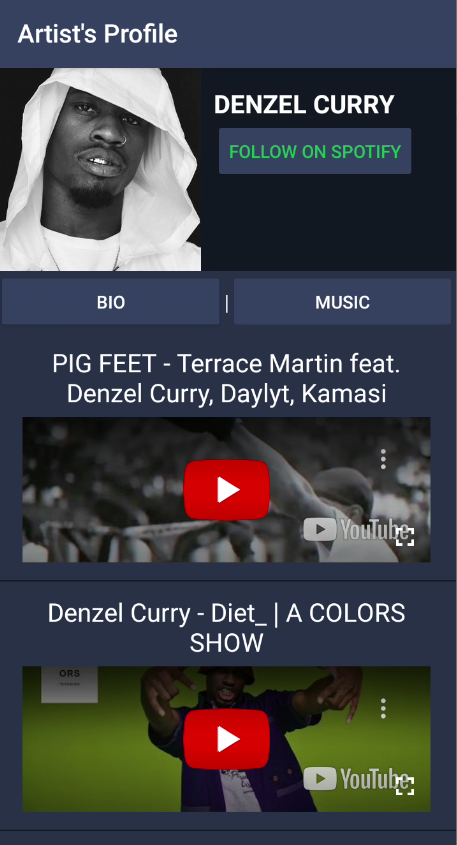 Artist's Profile
DENZEL CURRY
FOLLOW ON SPOTIFY
BIO | MUSIC
PIG FEET - Terrace Martin feat.
Denzel Curry, Daylyt, Kamasi
YouTube
Denzel Curry - Diet_ | A COLORS
SHOW
ORS
YouTube